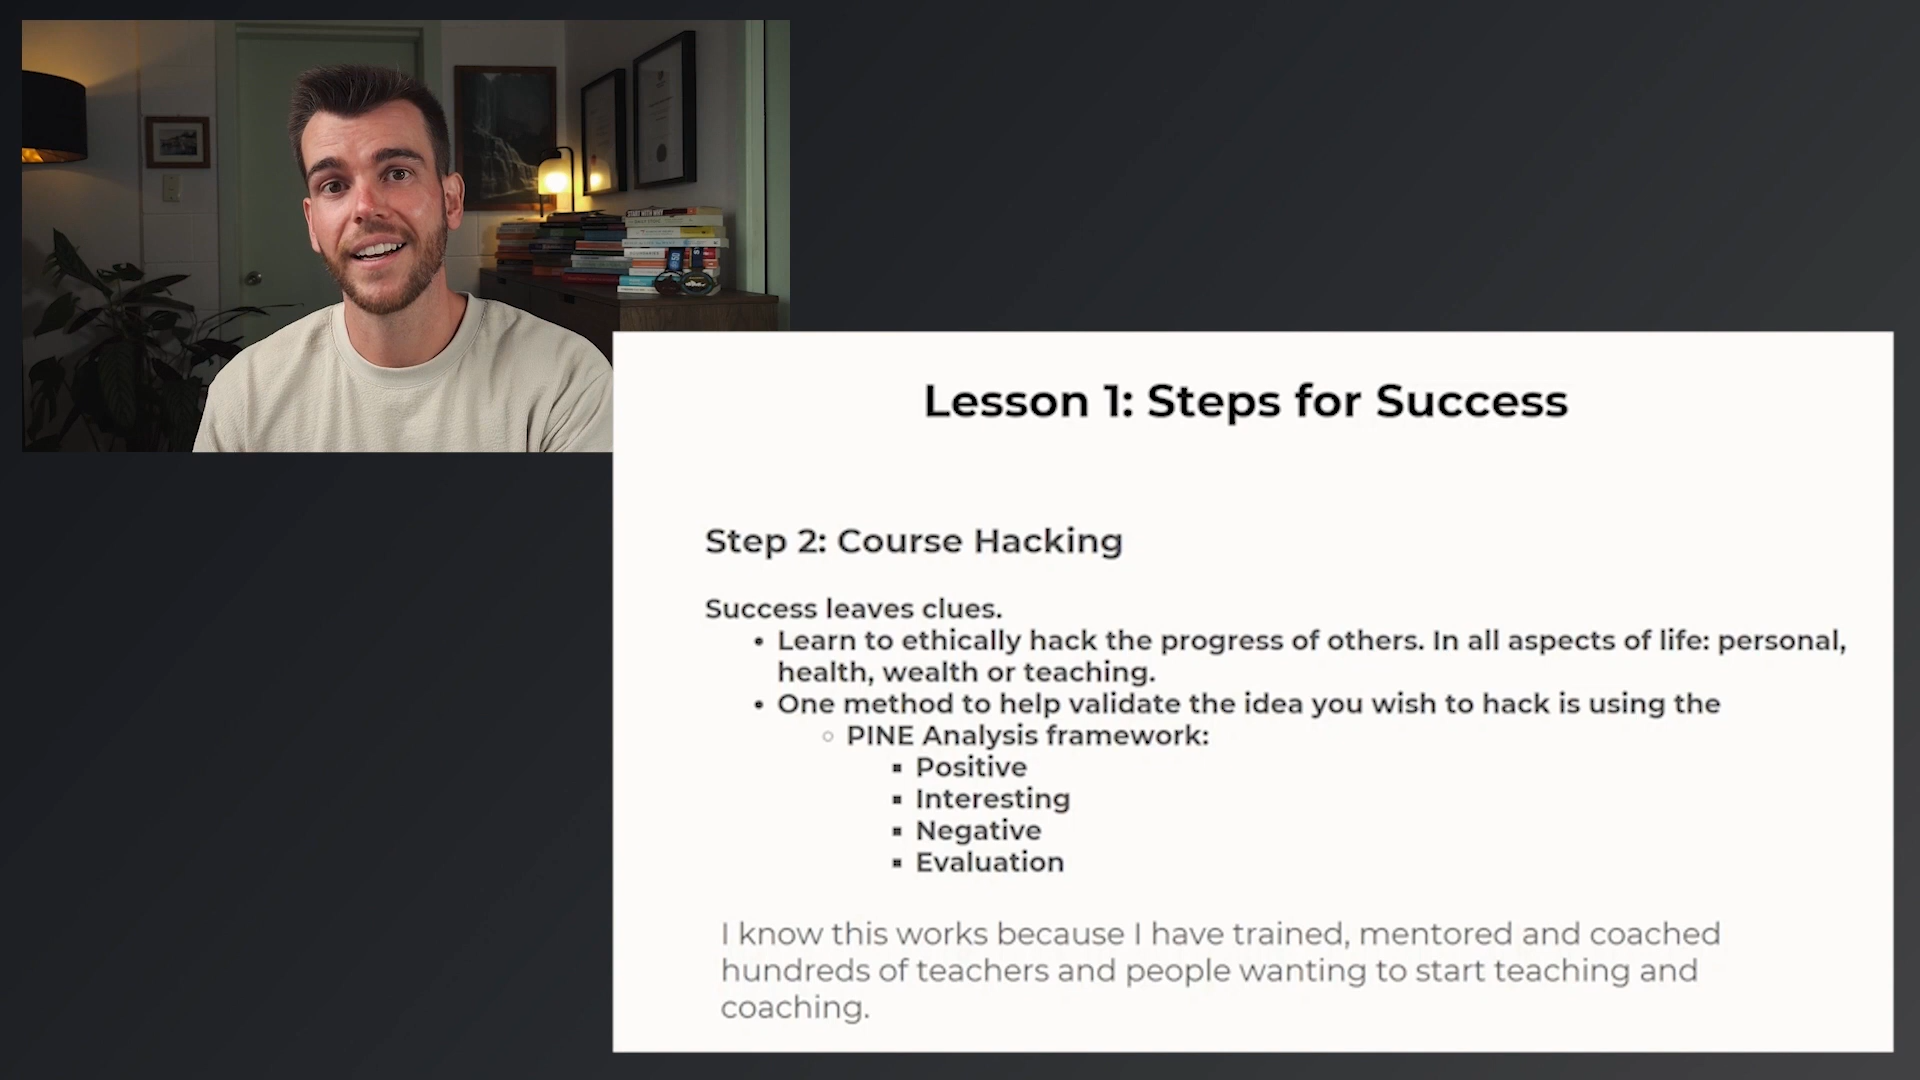 START WITH WHY
Lesson 1: Steps for Success
Step 2: Course Hacking
Success leaves clues.
• Learn to ethically hack the progress of others. In all aspects of life: personal,
health, wealth or teaching.
• One method to help validate the idea you wish to hack is using the
○ PINE Analysis framework:
▪ Positive
▪ Interesting
▪ Negative
▪ Evaluation
I know this works because I have trained, mentored and coached
hundreds of teachers and people wanting to start teaching and
coaching.